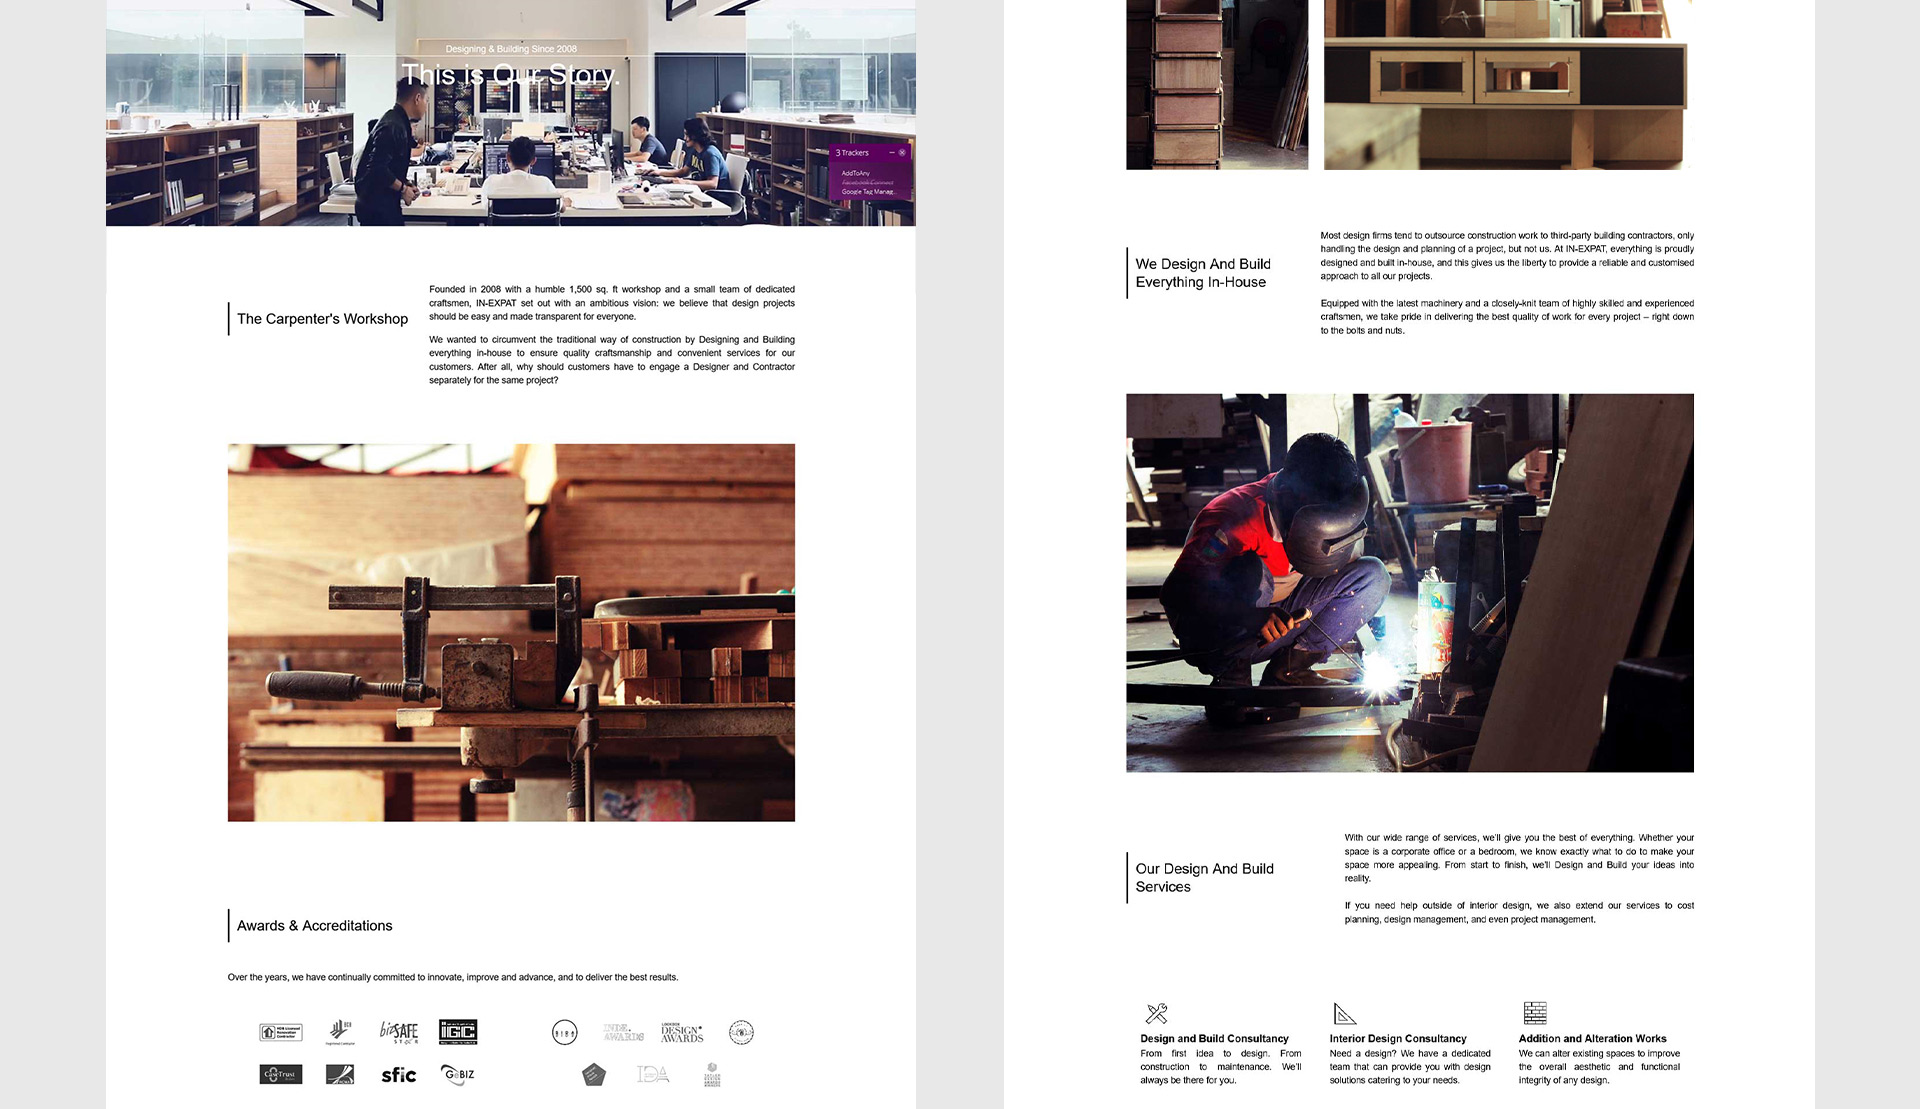 Designing & Building Since 2008
This is Our Story.
3 Trackers
AddToAny
Facebook Connect
Google Tag Manag...
The Carpenter's Workshop
Founded in 2008 with a humble 1,500 sq. ft workshop and a small team of dedicated
craftsmen, IN-EXPAT set out with an ambitious vision: we believe that design projects
should be easy and made transparent for everyone.
We wanted to circumvent the traditional way of construction by Designing and Building
everything in-house to ensure quality craftsmanship and convenient services for our
customers. After all, why should customers have to engage a Designer and Contractor
separately for the same project?
Awards & Accreditations
Over the years, we have continually committed to innovate, improve and advance, and to deliver the best results.
bizSAFE
STAR
IGIC
SIDA
INDE.
AWARDS
LOOKBOX
DESIGN
AWARDS
CaseTrust
sfic
GeBIZ
IDA
We Design And Build
Everything In-House
Most design firms tend to outsource construction work to third-party building contractors, only
handling the design and planning of a project, but not us. At IN-EXPAT, everything is proudly
designed and built in-house, and this gives us the liberty to provide a reliable and customised
approach to all our projects.
Equipped with the latest machinery and a closely-knit team of highly skilled and experienced
craftsmen, we take pride in delivering the best quality of work for every project – right down
to the bolts and nuts.
Our Design And Build
Services
With our wide range of services, we'll give you the best of everything. Whether your
space is a corporate office or a bedroom, we know exactly what to do to make your
space more appealing. From start to finish, we'll Design and Build your ideas into
reality.
If you need help outside of interior design, we also extend our services to cost
planning, design management, and even project management.
Design and Build Consultancy
From first idea to design. From
construction to maintenance. We'll
always be there for you.
Interior Design Consultancy
Need a design? We have a dedicated
team that can provide you with design
solutions catering to your needs.
Addition and Alteration Works
We can alter existing spaces to improve
the overall aesthetic and functional
integrity of any design.